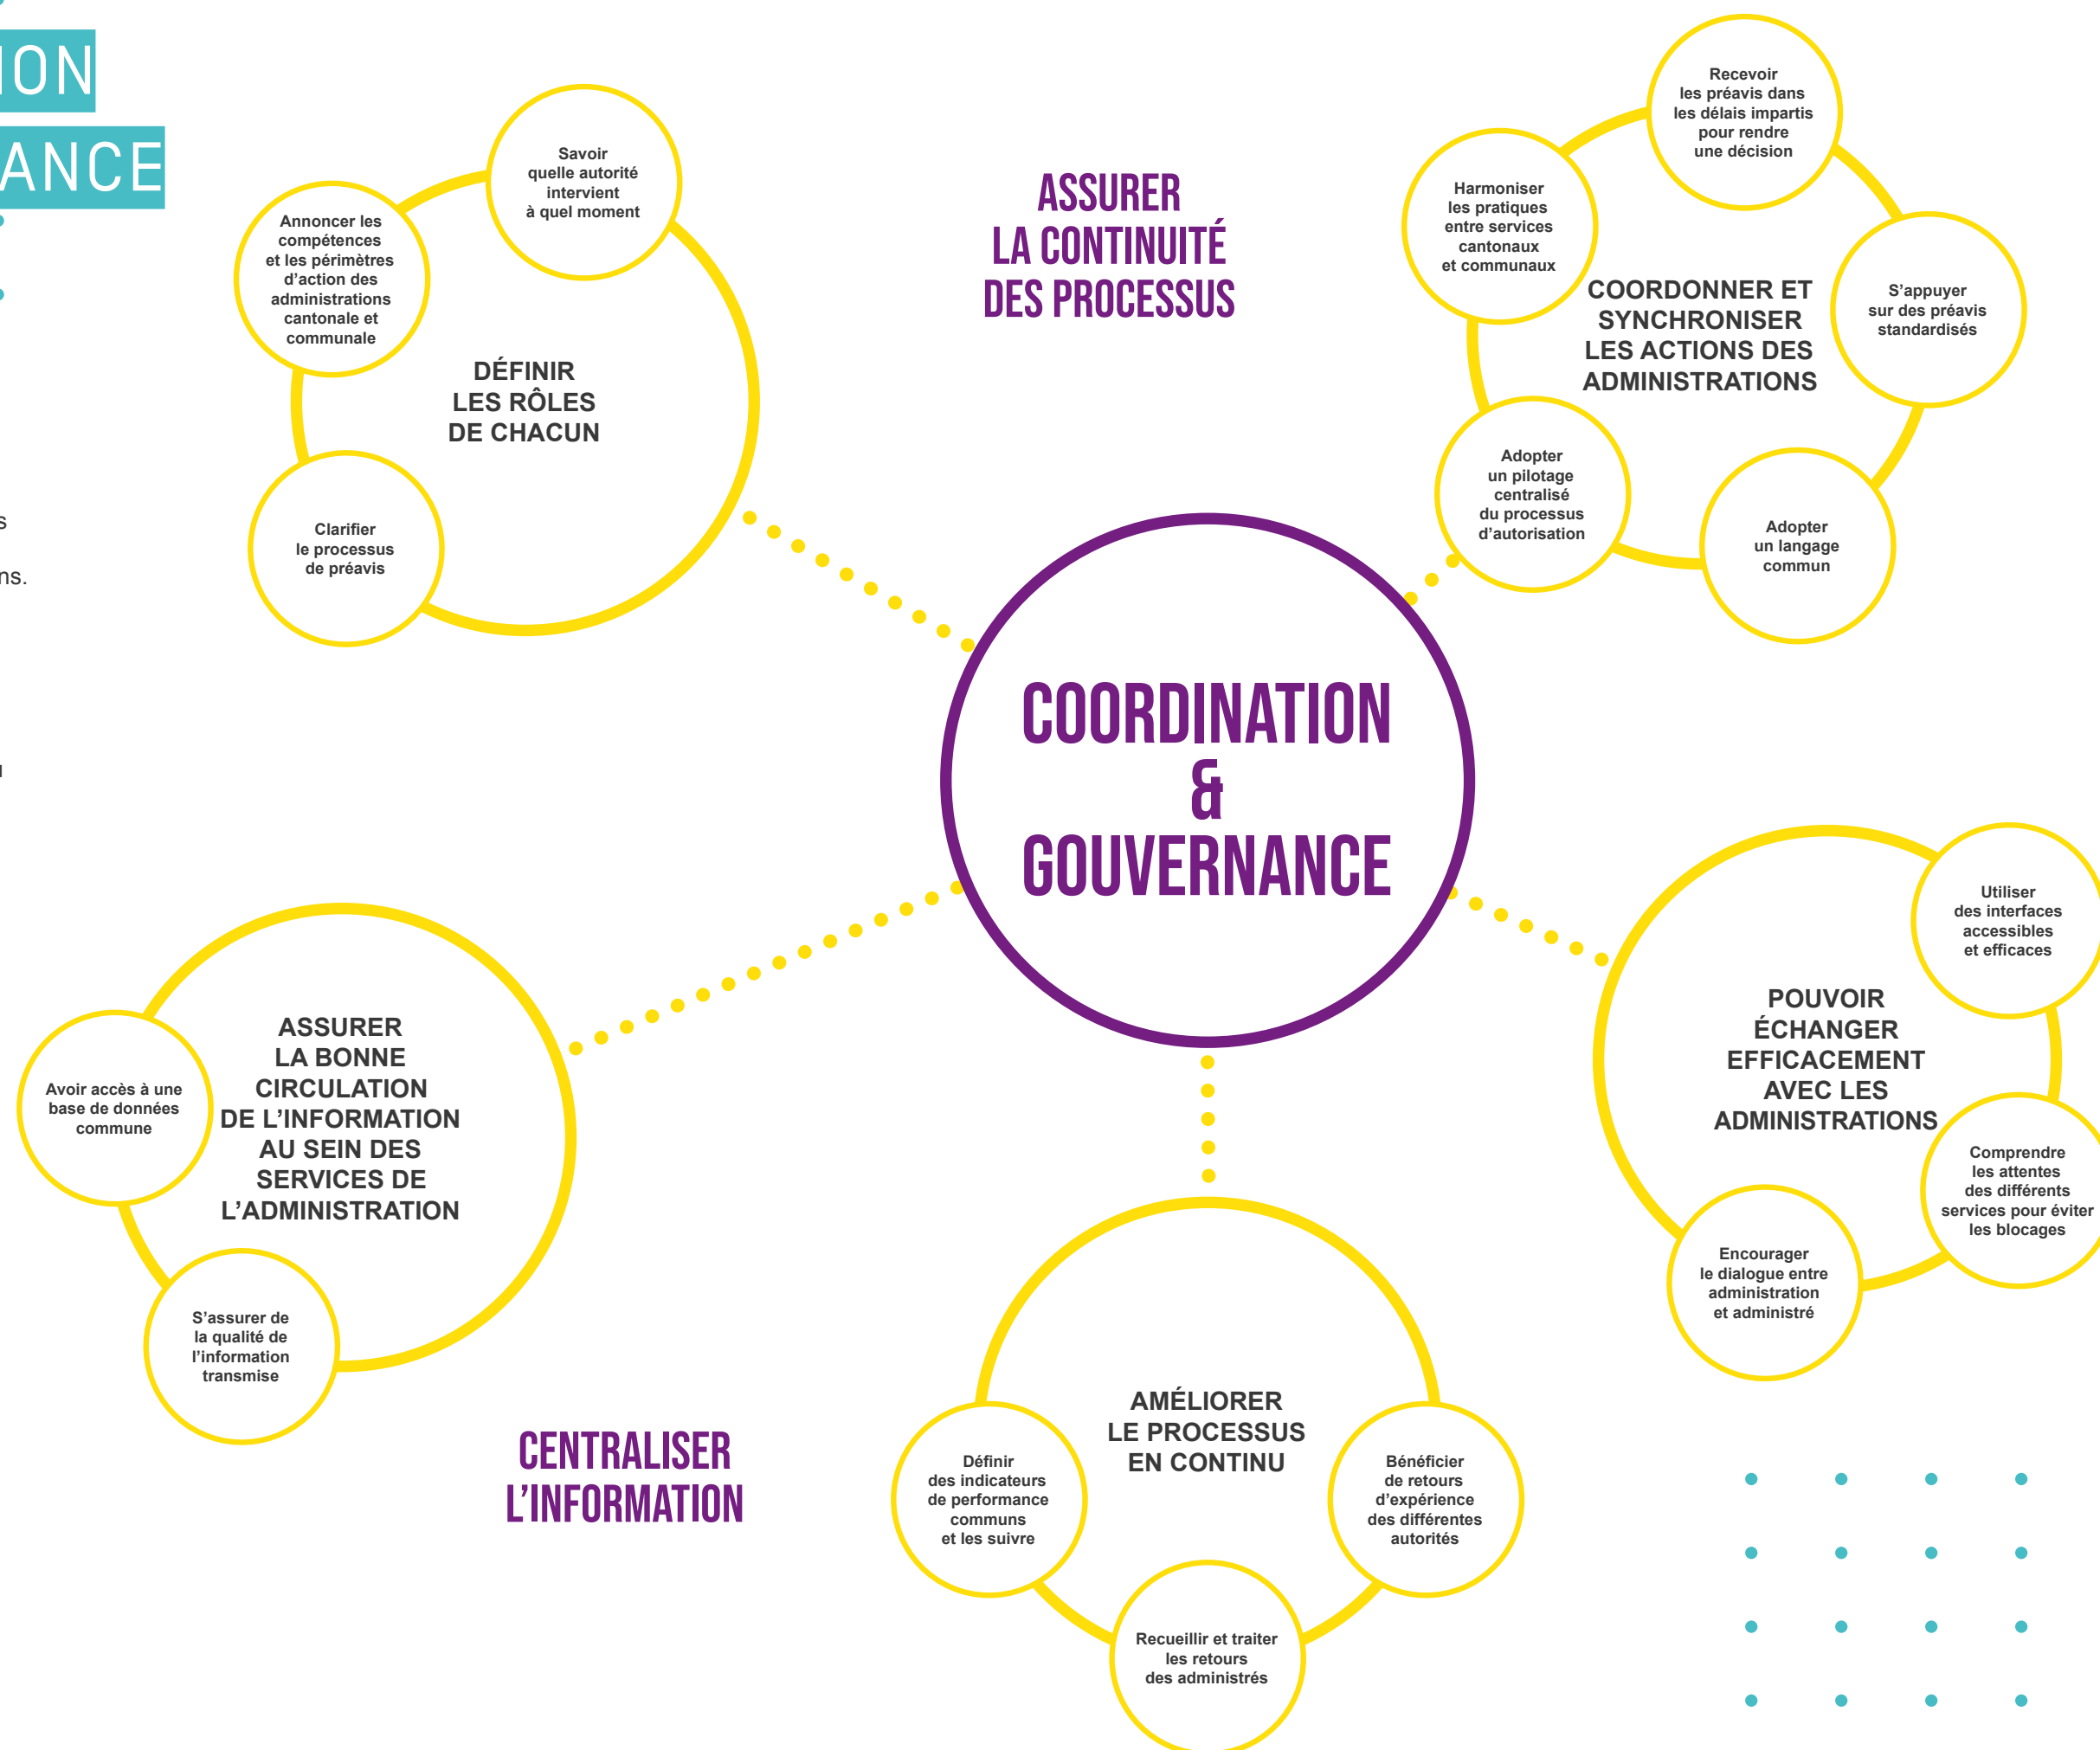 ION
ANCE
s
ns.
Savoir
quelle autorité
intervient
à quel moment
Annoncer les
compétences
et les périmètres
d’action des
administrations
cantonale et
communale
DÉFINIR
LES RÔLES
DE CHACUN
Clarifier
le processus
de préavis
ASSURER
LA CONTINUITÉ
DES PROCESSUS
Recevoir
les préavis dans
les délais impartis
pour rendre
une décision
Harmoniser
les pratiques
entre services
cantonaux
et communaux
COORDONNER ET
SYNCHRONISER
LES ACTIONS DES
ADMINISTRATIONS
S’appuyer
sur des préavis
standardisés
Adopter
un pilotage
centralisé
du processus
d’autorisation
Adopter
un langage
commun
COORDINATION
&
GOUVERNANCE
Utiliser
des interfaces
accessibles
et efficaces
POUVOIR
ÉCHANGER
EFFICACEMENT
AVEC LES
ADMINISTRATIONS
Comprendre
les attentes
des différents
services pour éviter
les blocages
Encourager
le dialogue entre
administration
et administré
ASSURER
LA BONNE
CIRCULATION
DE L’INFORMATION
AU SEIN DES
SERVICES DE
L’ADMINISTRATION
Avoir accès à une
base de données
commune
S’assurer de
la qualité de
l’information
transmise
CENTRALISER
L’INFORMATION
AMÉLIORER
LE PROCESSUS
EN CONTINU
Définir
des indicateurs
de performance
communs
et les suivre
Bénéficier
de retours
d’expérience
des différentes
autorités
Recueillir et traiter
les retours
des administrés